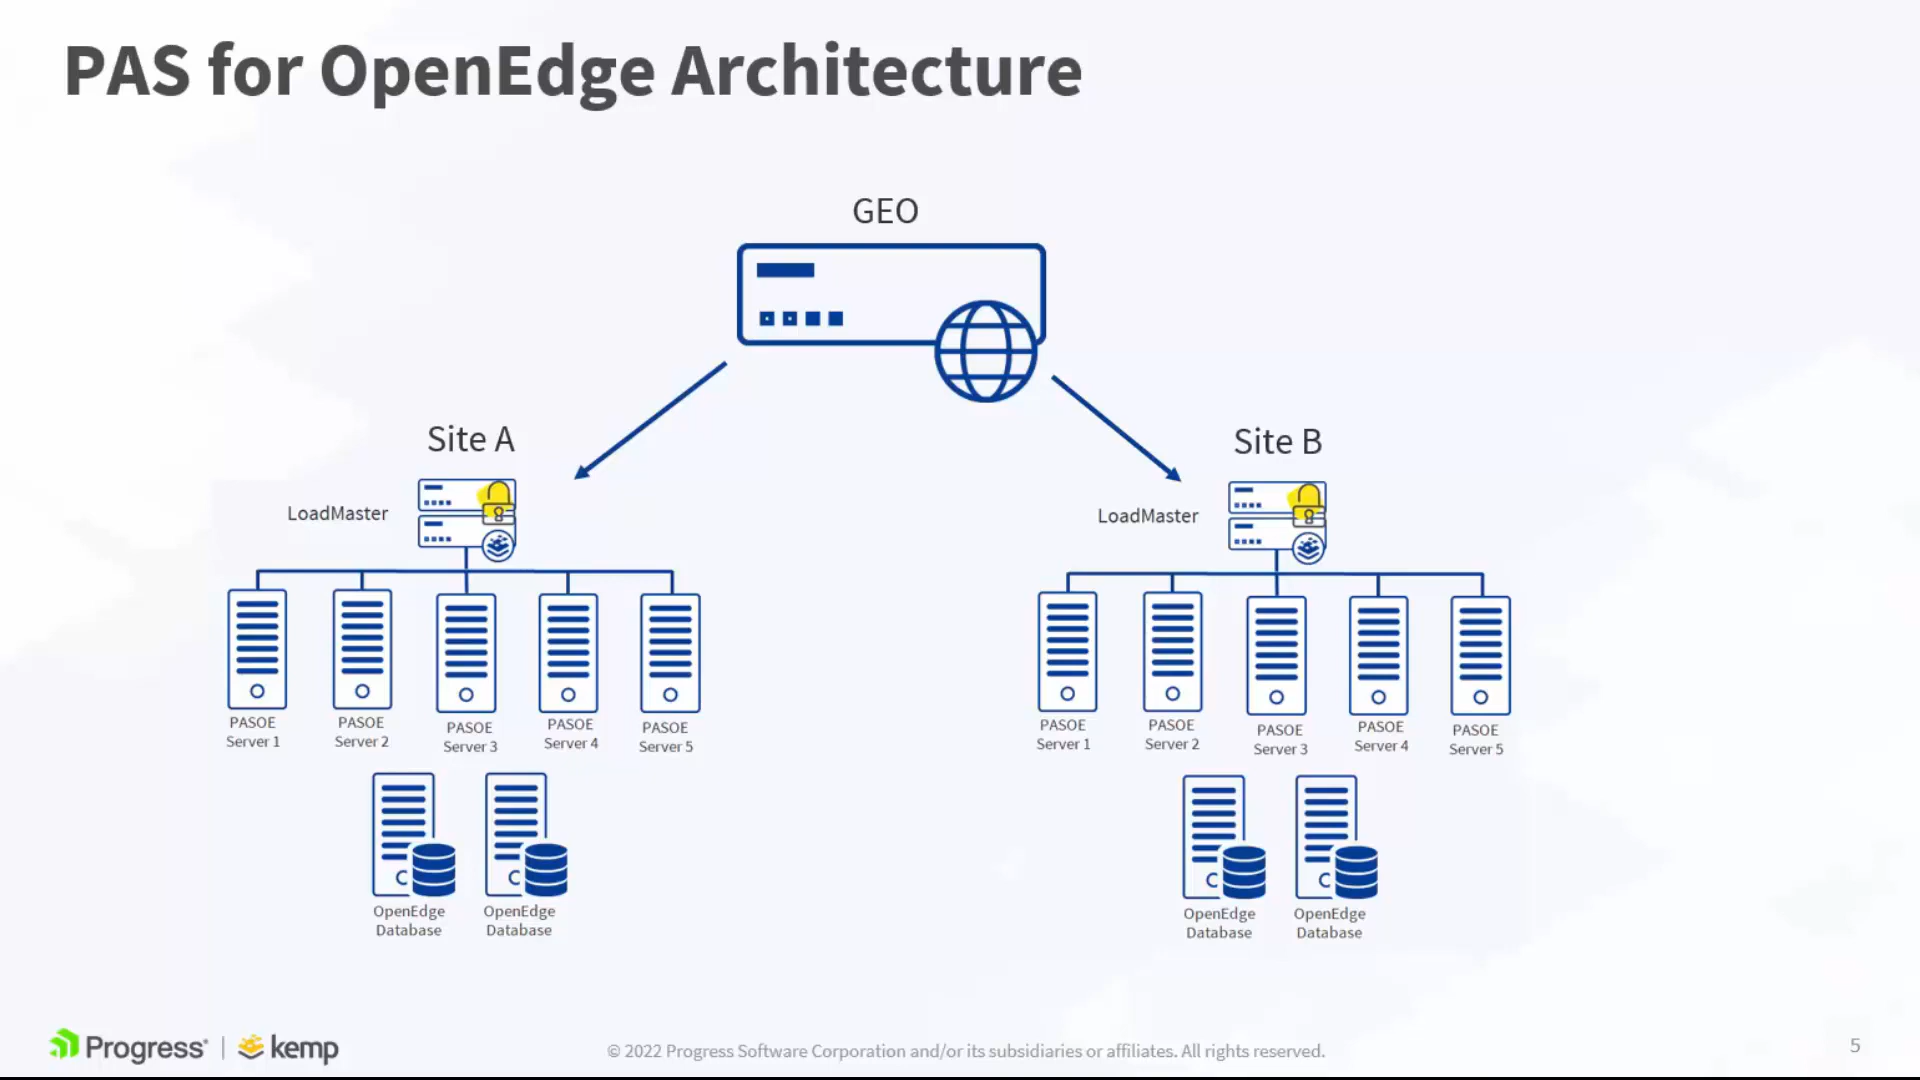 PAS for OpenEdge Architecture
GEO
Site A
LoadMaster
PASOE
Server 1
PASOE
Server 2
PASOE
Server 3
PASOE
Server 4
PASOE
Server 5
OpenEdge
Database
OpenEdge
Database
Site B
LoadMaster
PASOE
Server 1
PASOE
Server 2
PASOE
Server 3
PASOE
Server 4
PASOE
Server 5
OpenEdge
Database
OpenEdge
Database
Progress | kemp
© 2022 Progress Software Corporation and/or its subsidiaries or affiliates. All rights reserved.
5